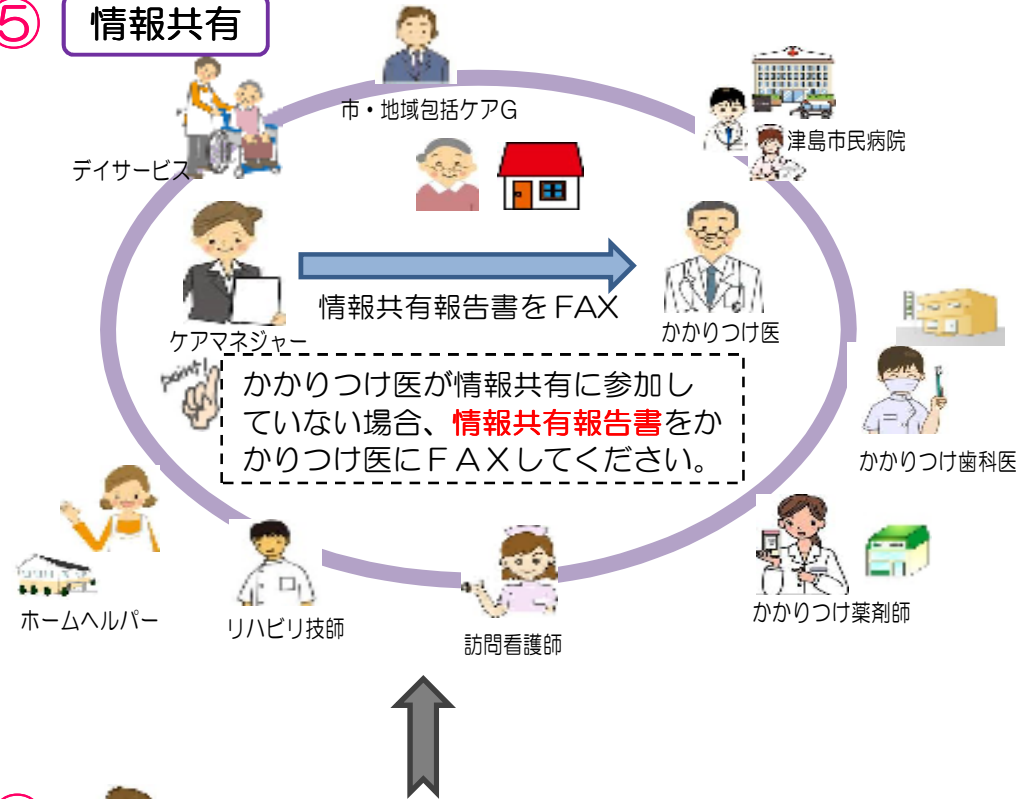 ⑤ 情報共有
市・地域包括ケアG
津島市民病院
デイサービス
情報共有報告書をFAX
かかりつけ医
ケアマネジャー
point!
かかりつけ医が情報共有に参加し
ていない場合、情報共有報告書をか
かりつけ医にＦＡＸしてください。
かかりつけ歯科医
かかりつけ薬剤師
ホームヘルパー
リハビリ技師
訪問看護師